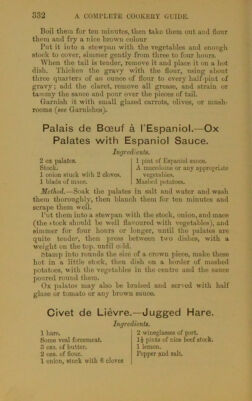 332 A COMPLETE COOKERY GUIDE.
Boil them for ten minutes, then take them out and flour
them and fry a nice brown colour
Put it into a stewpan with the vegetables and enough
stock to cover, simmer gently from three to four hours.
When the tail is tender, remove it and place it on a hot
dish. Thicken the gravy with the flour, using about
three quarters of an ounce of flour to every half-pint of
gravy; add the claret, remove all grease, and strain or
tammy the sauce and pour over the pieces of tail.
Garnish it with small glazed carrots, olives, or mush-
rooms (see Garnishes).
Palais de Bœuf à l'Espaniol.—Ox
Palates with Espaniol Sauce.
Ingredients.
2 ox palates.
Stock.
1 onion stuck with 2 cloves.
1 blade of mace.
1 pint of Espaniol sauce.
A macedoine or any appropriate
vegetables.
Mashed potatoes.
Method.—Soak the palates in salt and water and wash
them thoroughly, then blanch them for ten minutes and
scrape them well.
Put them into a stewpan with the stock, onion, and mace
(the stock should be well flavoured with vegetables), and
simmer for four hours or longer, until the palates are
quite tender, then press between two dishes, with a
weight on the top, until cold.
Stamp into rounds the size of a crown piece, make these
hot in a little stock, then dish on a border of mashed
potatoes, with the vegetables in the centre and the sauce
poured round them.
Ox palates may also be braised and served with half
glaze or tomato or any brown sauce.
Civet de Lièvre.—Jugged Hare.
Ingredients.
1 hare.
Some veal forcemeat.
3 ozs. of butter.
2 ozs. of flour.
1 onion, stuck with 6 cloves
2 wineglasses of port.
1½ pints of nice beef stock.
1 lemon.
Pepper and salt.